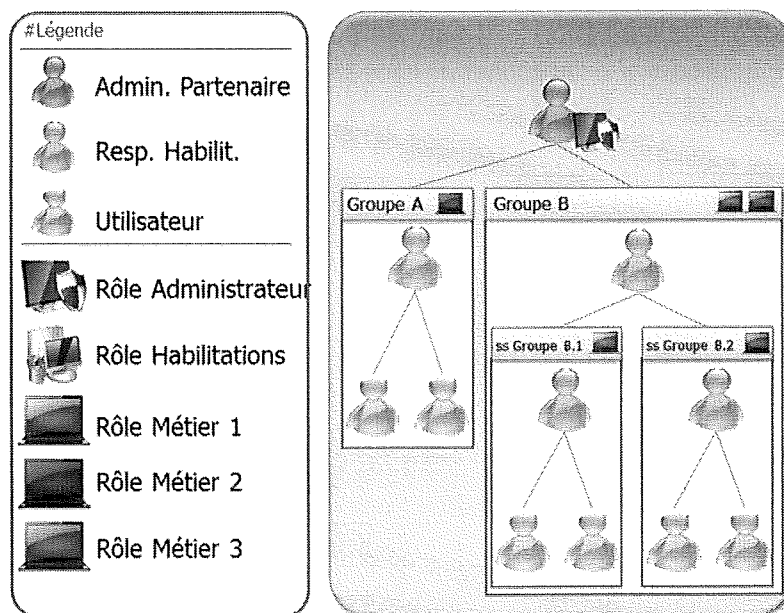 #Légende
Admin. Partenaire
Resp. Habilit.
Utilisateur
Rôle Administrateur
Rôle Habilitations
Rôle Métier 1
Rôle Métier 2
Rôle Métier 3
Groupe A
Groupe B
ss Groupe B.1
ss Groupe B.2